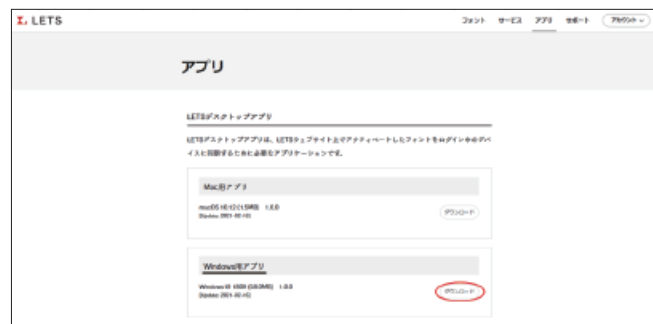 LETS
フォント サービス アプリ サポート アカウント
アプリ
LETSデスクトップアプリ
LETSデスクトップアプリは、LETSウェブサイト上でアクティベートしたフォントをログイン中のデバ
イスに同期するために必要なアプリケーションです。
Mac用アプリ
1.0.0
ダウンロード
Windows用アプリ
1.0.0
ダウンロード